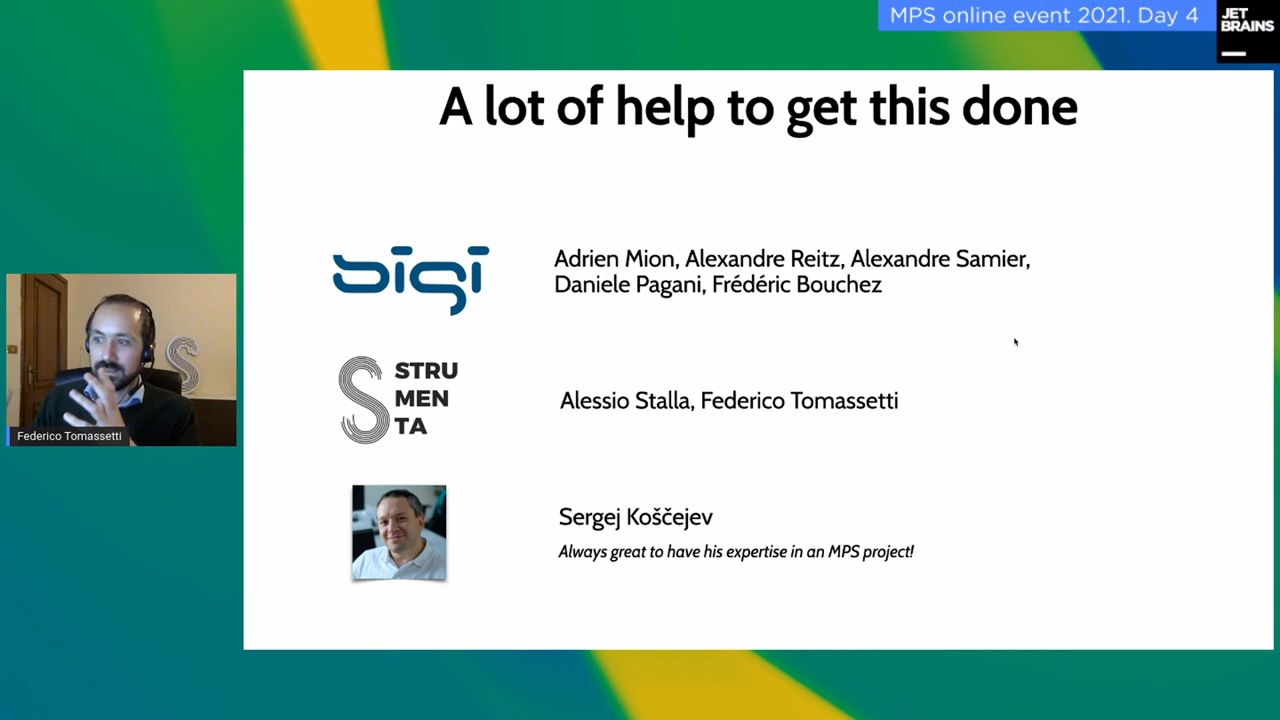 MPS online event 2021. Day 4
JET
BRAINS
A lot of help to get this done
bigi
Adrien Mion, Alexandre Reitz, Alexandre Samier,
Daniele Pagani, Frédéric Bouchez
STRU
MEN
TA
Alessio Stalla, Federico Tomassetti
Federico Tomassetti
Sergej Koščejev
Always great to have his expertise in an MPS project!